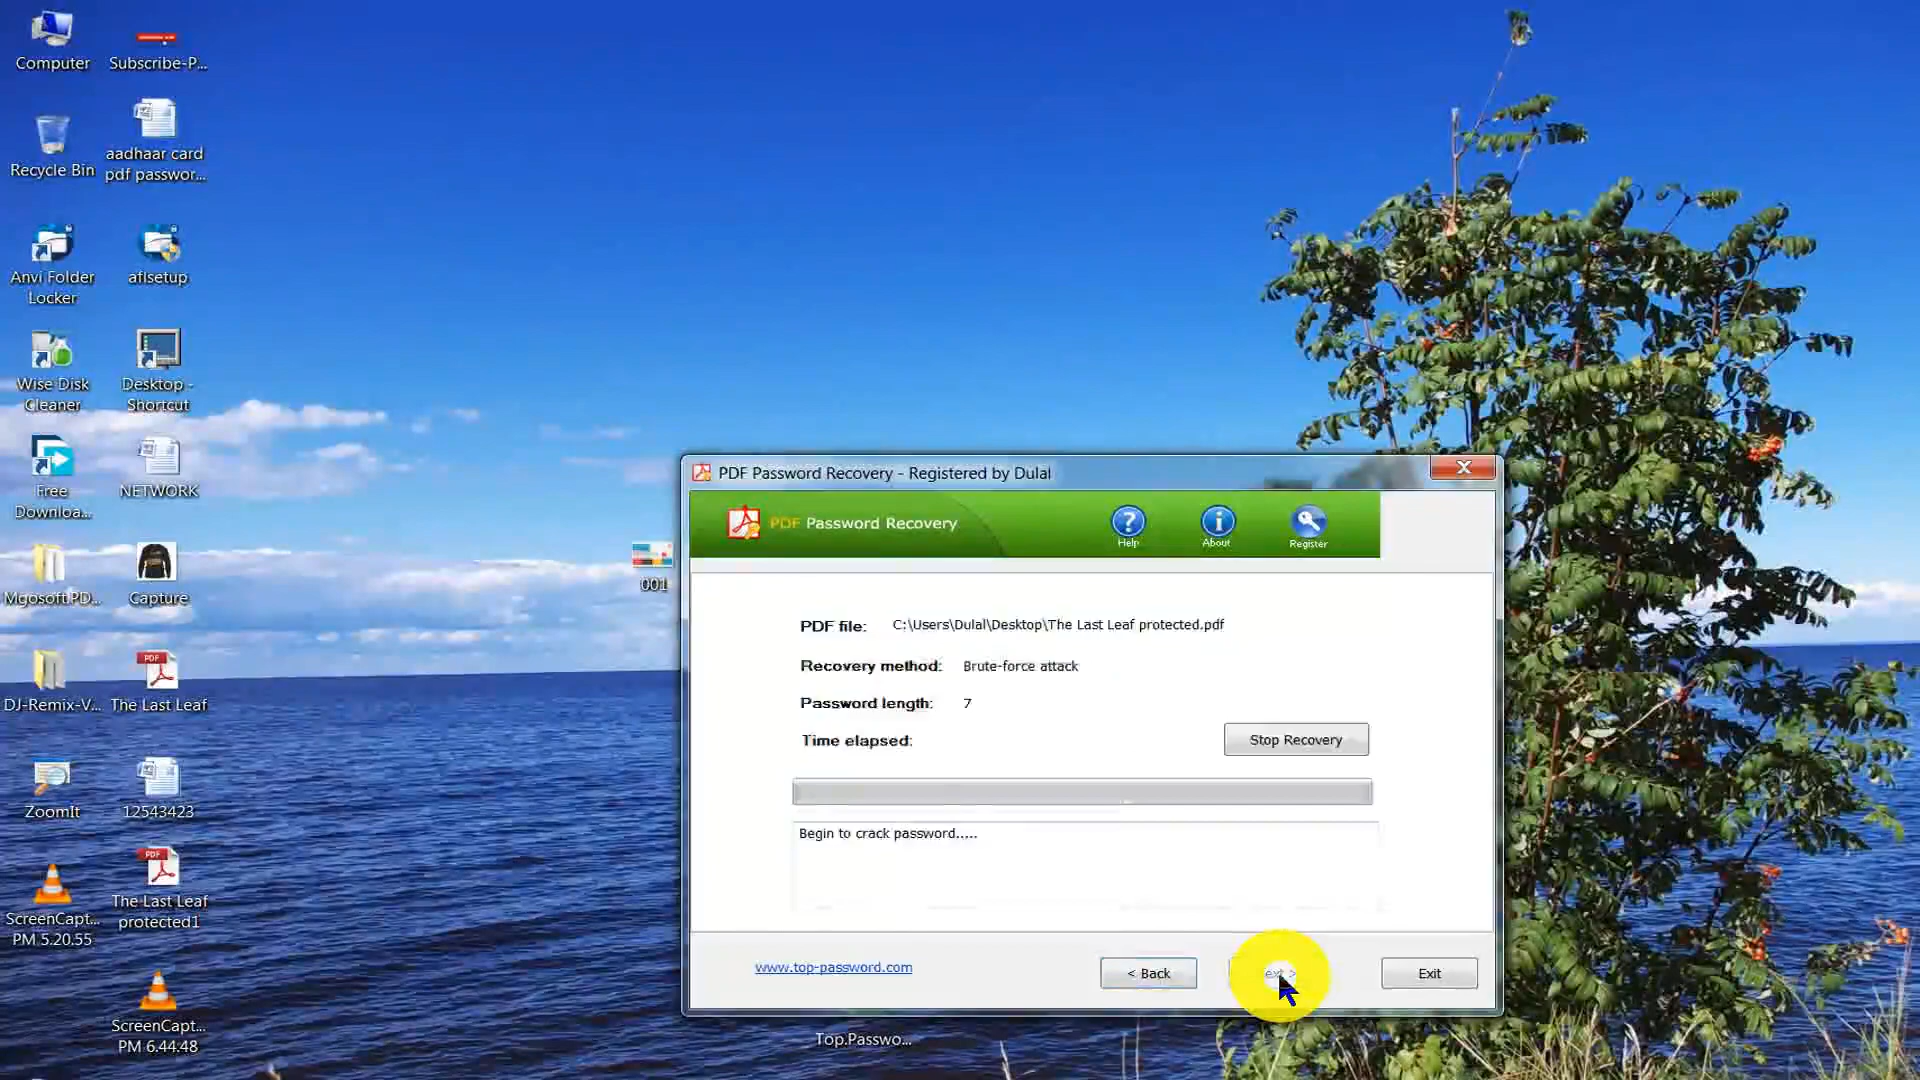 Computer
Subscribe-P...
Recycle Bin
aadhaar card
pdf passwor...
Anvi Folder
Locker
aflsetup
Wise Disk
Cleaner
Desktop -
Shortcut
Free
Downloa...
NETWORK
Mgosoft.PD...
Capture
DJ-Remix-V...
PDF
The Last Leaf
ZoomIt
12543423
PDF
The Last Leaf
protected1
ScreenCapt...
PM 5.20.55
ScreenCapt...
PM 6.44.48
001
PDF Password Recovery - Registered by Dulal
PDF Password Recovery
Help
About
Register
PDF file: C:\Users\Dulal\Desktop\The Last Leaf protected.pdf
Recovery method: Brute-force attack
Password length: 7
Time elapsed:
Stop Recovery
Begin to crack password.....
www.top-password.com
< Back
Exit
Top.Passwo...